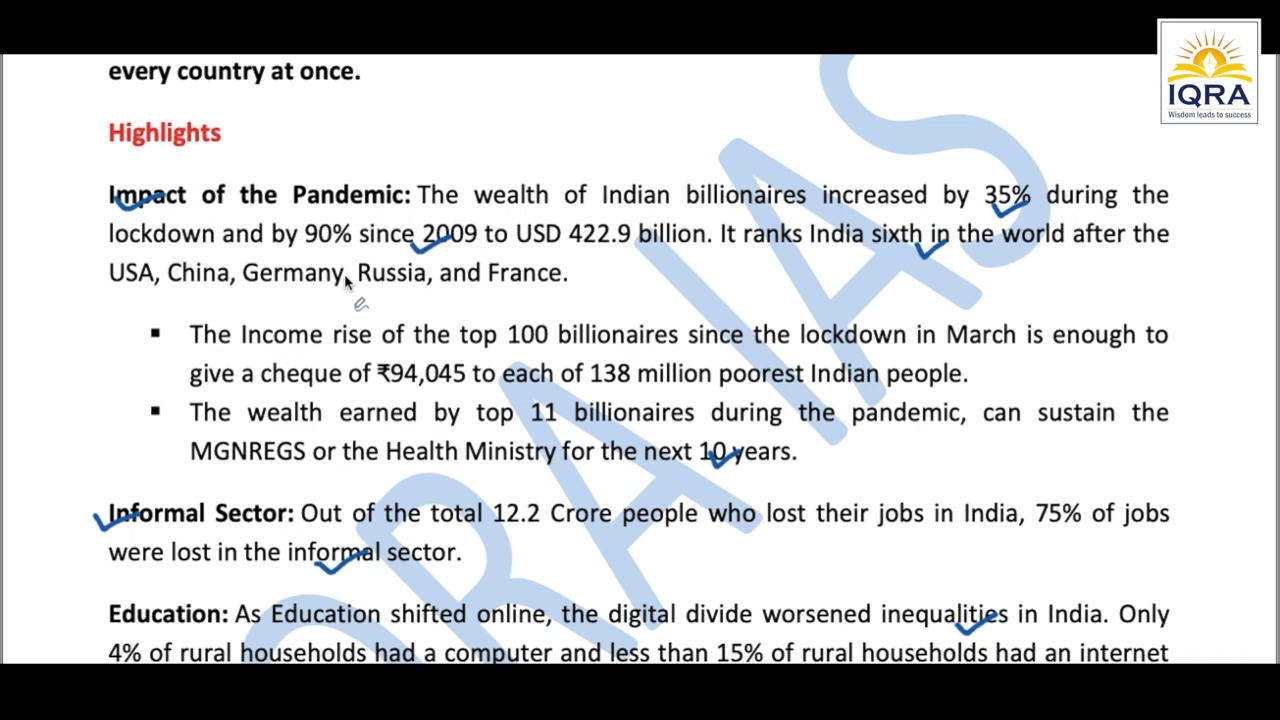 every country at once.
IQRA
Wisdom leads to success
Highlights
Impact of the Pandemic: The wealth of Indian billionaires increased by 35% during the
lockdown and by 90% since 2009 to USD 422.9 billion. It ranks India sixth in the world after the
USA, China, Germany, Russia, and France.
▪ The Income rise of the top 100 billionaires since the lockdown in March is enough to
give a cheque of ₹94,045 to each of 138 million poorest Indian people.
▪ The wealth earned by top 11 billionaires during the pandemic, can sustain the
MGNREGS or the Health Ministry for the next 10 years.
Informal Sector: Out of the total 12.2 Crore people who lost their jobs in India, 75% of jobs
were lost in the informal sector.
Education: As Education shifted online, the digital divide worsened inequalities in India. Only
4% of rural households had a computer and less than 15% of rural households had an internet
QRA IAS